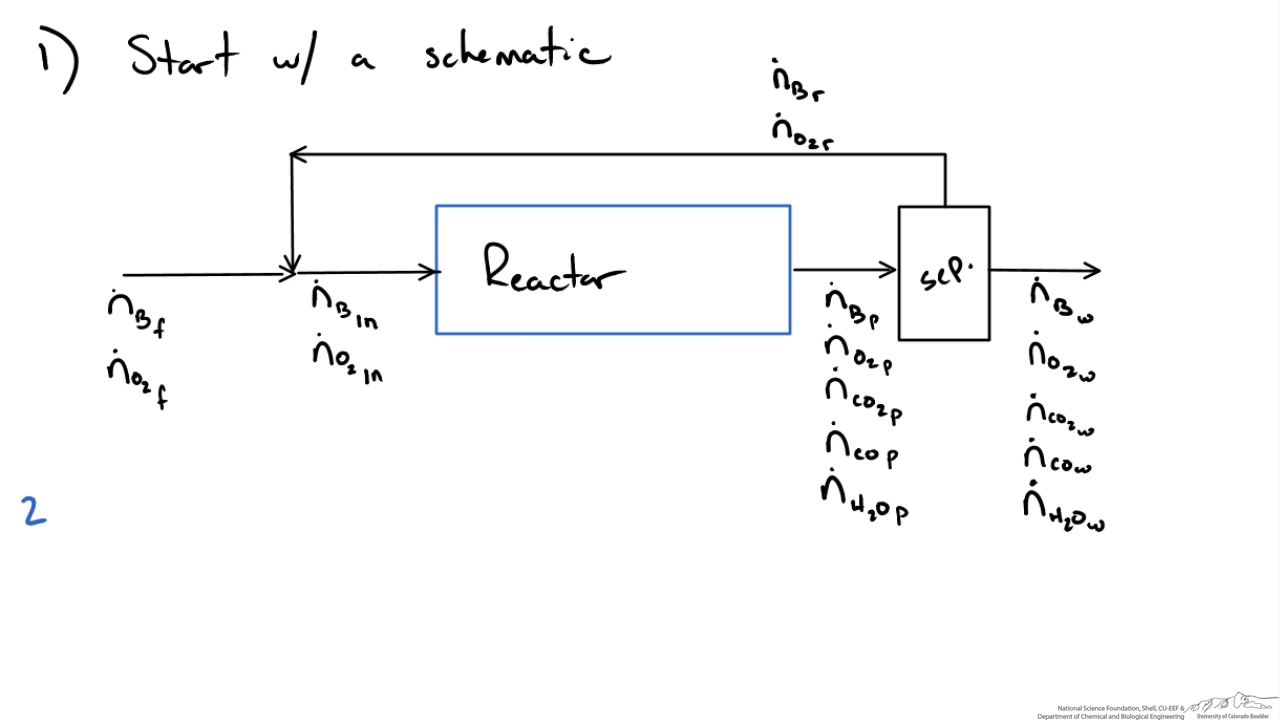 1) Start w/ a schematic
ṅBr
ṅO₂r
Reactor
sep.
ṅBf
ṅO₂f
ṅBin
ṅO₂in
ṅBp
ṅO₂p
ṅCO₂p
ṅCOp
ṅH₂Op
ṅBw
ṅO₂w
ṅCO₂w
ṅCOw
ṅH₂Ow
2
National Science Foundation, Shell, CU-EEF &
Department of Chemical and Biological Engineering
University of Colorado Boulder